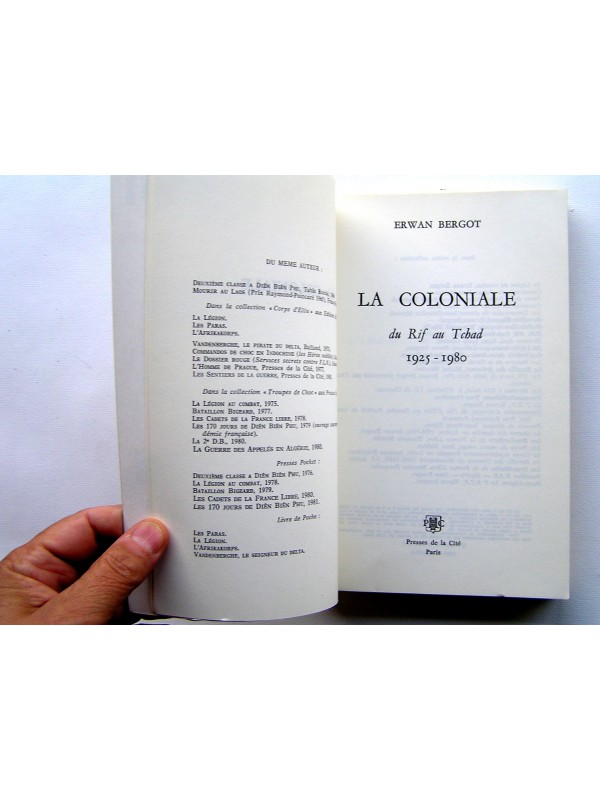 DU MEME AUTEUR :
DEUXIÈME CLASSE A DIÊN BIÊN PHU, Table Ronde,
MOURIR AU LAOS (Prix Raymond-Poincaré
Dans la collection « Corps d'Elite » aux Edition
LA LÉGION.
LES PARAS.
L'AFRIKAKORPS.
VANDENBERGHE, LE PIRATE DU DELTA, Balland,
COMMANDOS DE CHOC EN INDOCHINE (les Héros
LE DOSSIER ROUGE (Services secrets contre F.L.N.),
L'HOMME DE PRAGUE, Presses de la Cité, 1977.
LES SENTIERS DE LA GUERRE, Presses de la Cité,
Dans la collection « Troupes de Choc » aux
LA LÉGION AU COMBAT, 1975.
BATAILLON BIGEARD, 1977.
LES CADETS DE LA FRANCE LIBRE, 1978.
LES 170 JOURS DE DIÊN BIÊN PHU, 1979 (ouvrage
démie française).
LA 2e D.B., 1980.
LA GUERRE DES APPELÉS EN ALGÉRIE, 1980.
Presses Pocket :
DEUXIÈME CLASSE A DIÊN BIÊN PHU, 1976.
LA LÉGION AU COMBAT, 1978.
BATAILLON BIGEARD, 1979.
LES CADETS DE LA FRANCE LIBRE, 1980.
LES 170 JOURS DE DIÊN BIÊN PHU, 1981.
Livre de Poche :
LES PARAS.
LA LÉGION.
L'AFRIKAKORPS.
VANDENBERGHE, LE SEIGNEUR DU DELTA.
ERWAN BERGOT
LA COLONIALE
du Rif au Tchad
1925 - 1980
Presses de la Cité
Paris